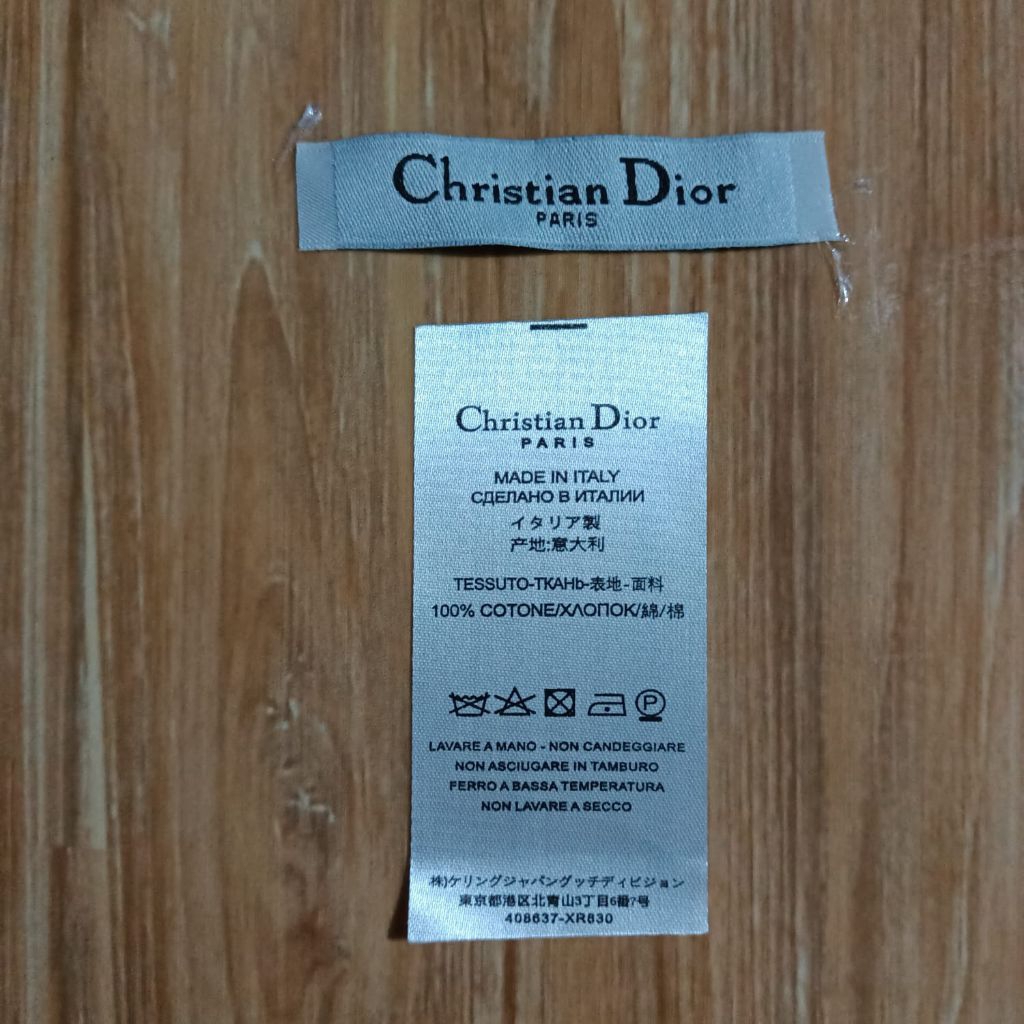 Christian Dior
PARIS
Christian Dior
PARIS
MADE IN ITALY
СДЕЛАНО В ИТАЛИИ
イタリア製
产地:意大利
TESSUTO-TKAHb-表地-面料
100% COTONE/ХЛОПОК/綿/棉
P
LAVARE A MANO - NON CANDEGGIARE
NON ASCIUGARE IN TAMBURO
FERRO A BASSA TEMPERATURA
NON LAVARE A SECCO
株)ケリングジャパングッチディビジョン
東京都港区北青山3丁目6番?号
408637-XR830